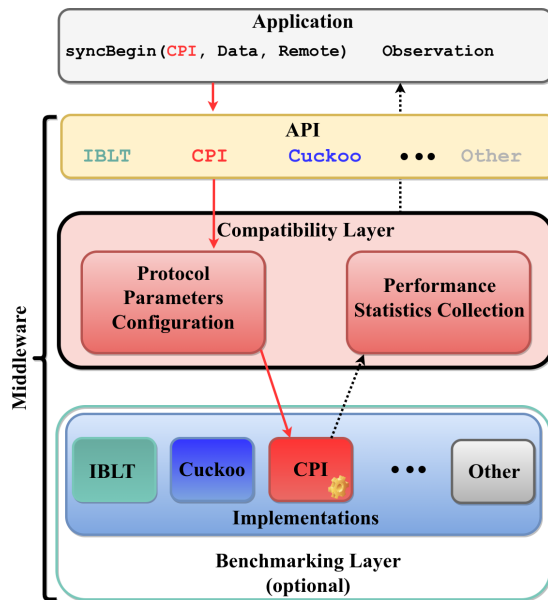 Application
syncBegin(CPI, Data, Remote) Observation
API
IBLT CPI Cuckoo ••• Other
Compatibility Layer
Protocol
Parameters
Configuration
Performance
Statistics Collection
Middleware
IBLT Cuckoo CPI ••• Other
Implementations
Benchmarking Layer
(optional)